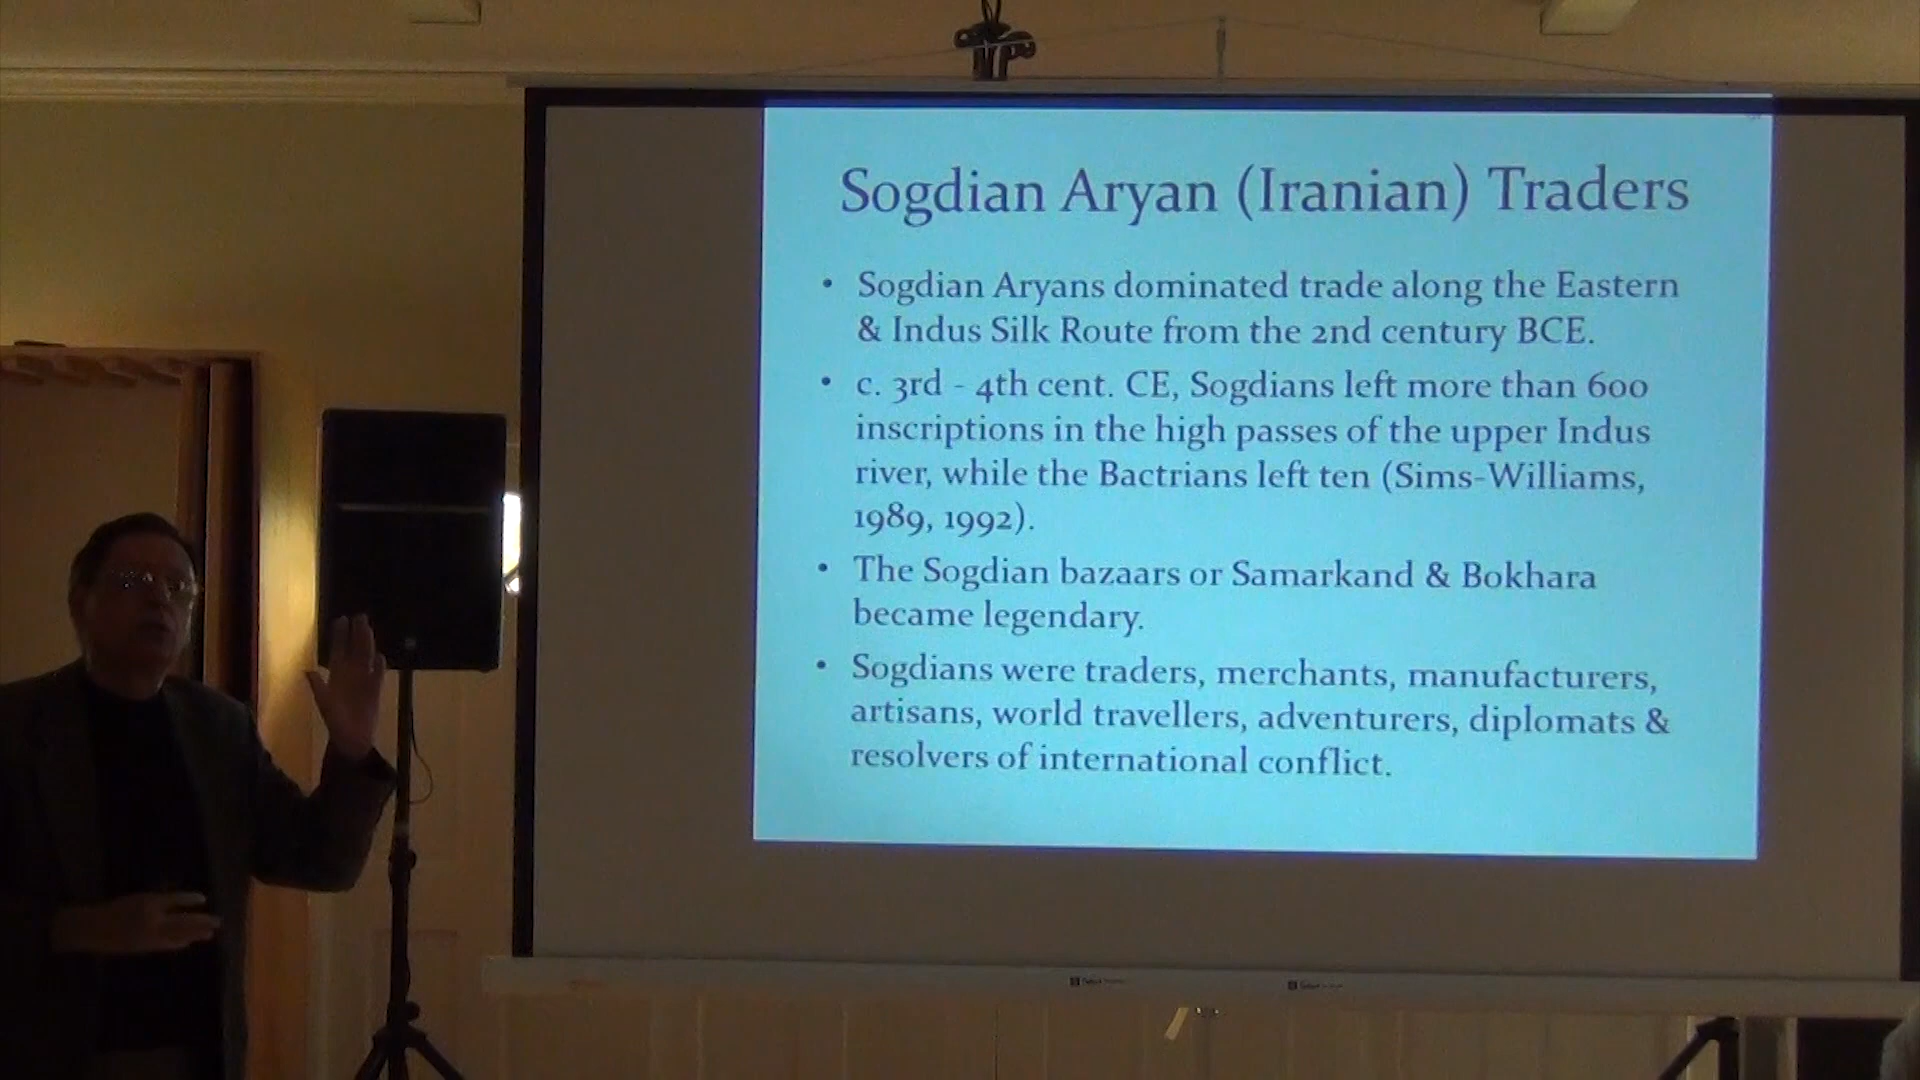 Sogdian Aryan (Iranian) Traders
• Sogdian Aryans dominated trade along the Eastern
& Indus Silk Route from the 2nd century BCE.
• c. 3rd - 4th cent. CE, Sogdians left more than 600
inscriptions in the high passes of the upper Indus
river, while the Bactrians left ten (Sims-Williams,
1989, 1992).
• The Sogdian bazaars or Samarkand & Bokhara
became legendary.
• Sogdians were traders, merchants, manufacturers,
artisans, world travellers, adventurers, diplomats &
resolvers of international conflict.